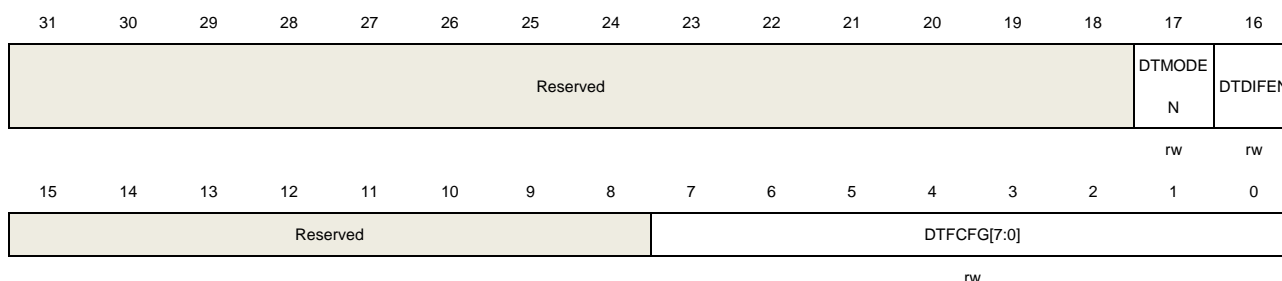 31 30 29 28 27 26 25 24 23 22 21 20 19 18 17 16
Reserved DTMODE N DTDIFEN
rw rw
15 14 13 12 11 10 9 8 7 6 5 4 3 2 1 0
Reserved DTFCFG[7:0]
rw